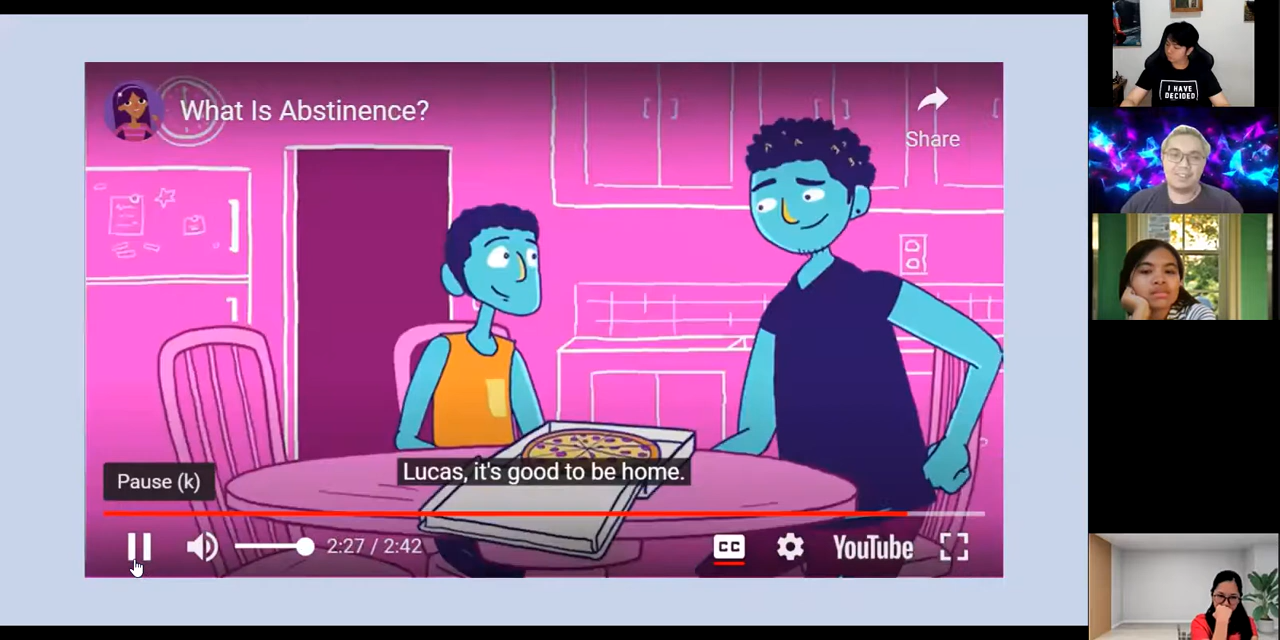 What Is Abstinence?
Share
Lucas, it's good to be home.
Pause (k)
2:27 / 2:42
CC
YouTube
I HAVE
DECIDED